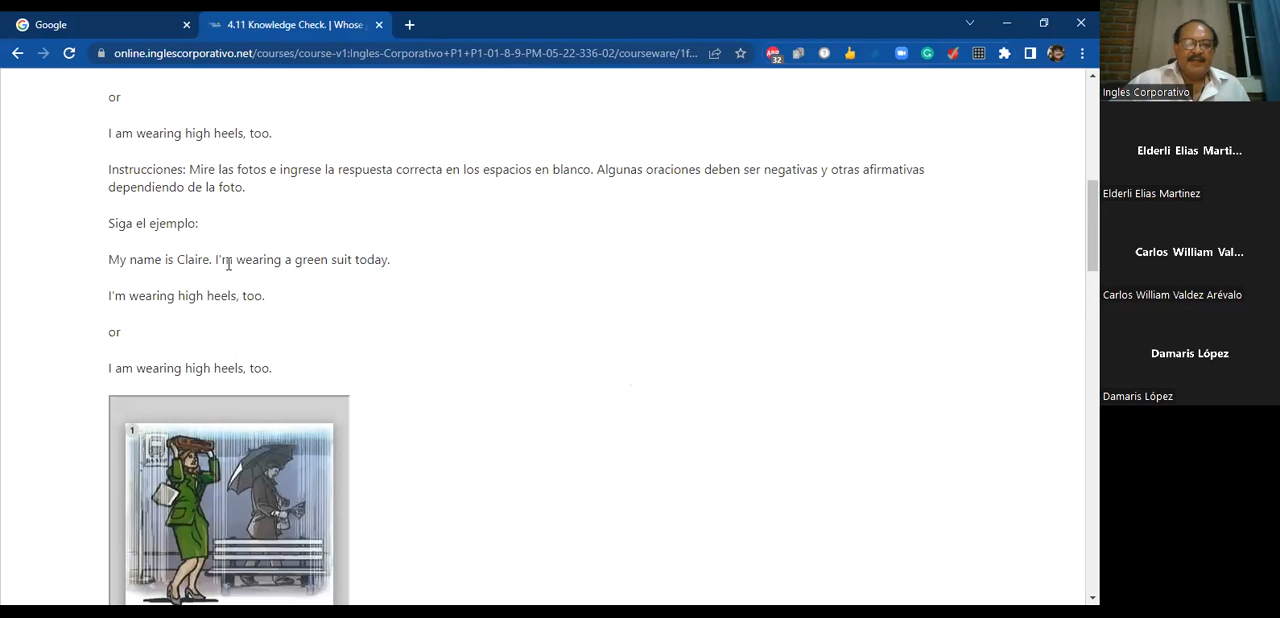 Google
4.11 Knowledge Check. | Whose
online.inglescorporativo.net/courses/course-v1:Ingles-Corporativo+P1+P1-01-8-9-PM-05-22-336-02/courseware/1f...
32
or
I am wearing high heels, too.
Instrucciones: Mire las fotos e ingrese la respuesta correcta en los espacios en blanco. Algunas oraciones deben ser negativas y otras afirmativas
dependiendo de la foto.
Siga el ejemplo:
My name is Claire. I'm wearing a green suit today.
I'm wearing high heels, too.
or
I am wearing high heels, too.
1
Ingles Corporativo
Elderli Elias Marti...
Elderli Elias Martinez
Carlos William Val...
Carlos William Valdez Arévalo
Damaris López
Damaris López